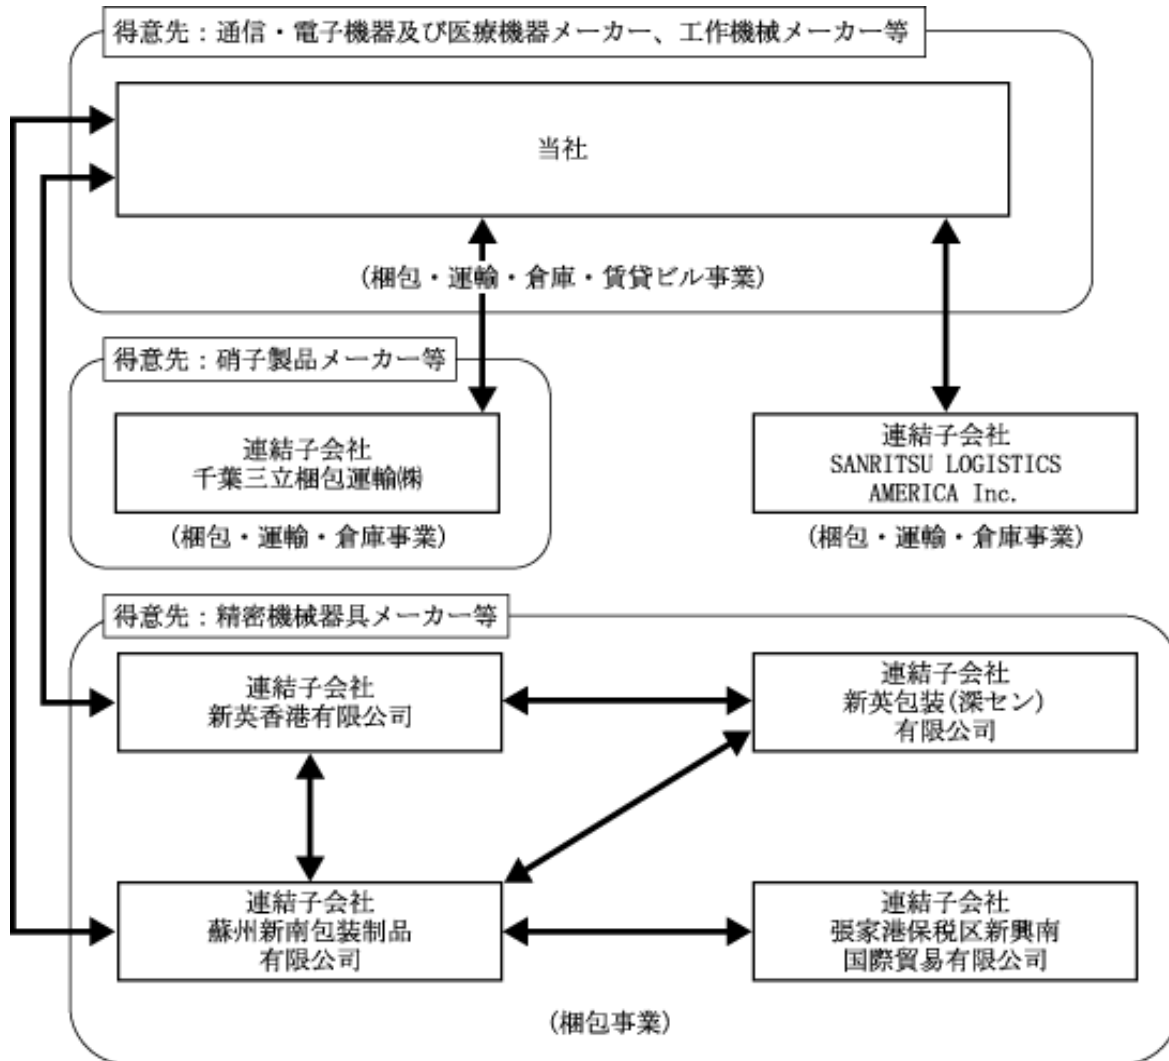 得意先：通信・電子機器及び医療機器メーカー、工作機械メーカー等
当社
(梱包・運輸・倉庫・賃貸ビル事業)
得意先：硝子製品メーカー等
連結子会社
千葉三立梱包運輸㈱
(梱包・運輸・倉庫事業)
連結子会社
SANRITSU LOGISTICS
AMERICA Inc.
(梱包・運輸・倉庫事業)
得意先：精密機械器具メーカー等
連結子会社
新英香港有限公司
連結子会社
新英包装(深セン)
有限公司
連結子会社
蘇州新南包装制品
有限公司
連結子会社
張家港保税区新興南
国際貿易有限公司
(梱包事業)